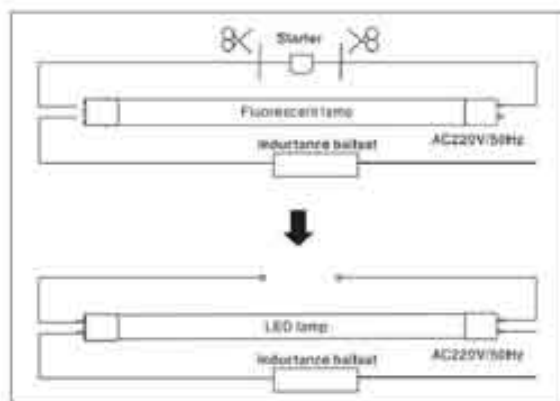 Starter
Fluorescent lamp
Inductance ballast
AC220V/50Hz
LED lamp
Inductance ballast
AC220V/50Hz